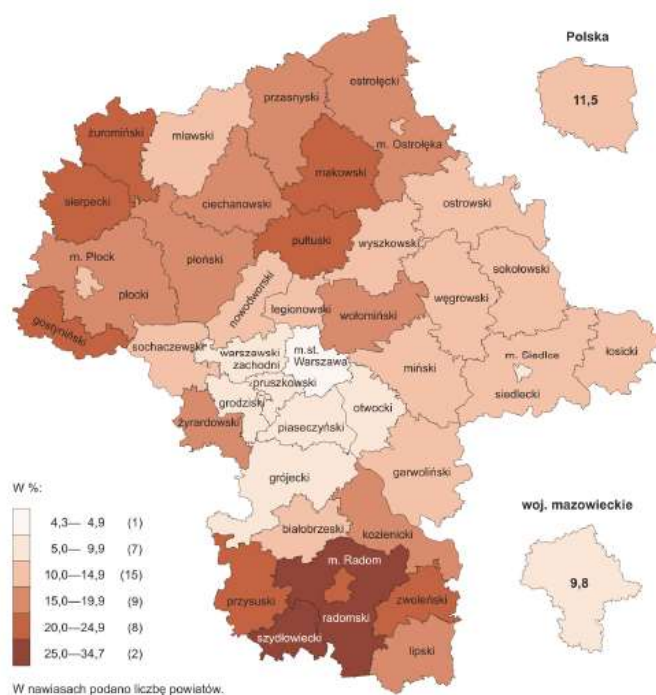 Polska
11,5
ostrołęcki
przasnyski
żuromiński
mławski
m. Ostrołęka
makowski
sierpecki
ciechanowski
ostrowski
pułtuski
wyszkowski
m. Płock
płoński
sokołowski
płocki
nowodworski
węgrowski
legionowski
wołomiński
gostyniński
sochaczewski
warszawski
zachodni
m.st.
Warszawa
m. Siedlce
łosicki
miński
pruszkowski
siedlecki
grodziski
otwocki
żyrardowski
piaseczyński
garwoliński
grójecki
W %:
4,3— 4,9 (1)
5,0— 9,9 (7)
10,0—14,9 (15)
15,0—19,9 (9)
20,0—24,9 (8)
25,0—34,7 (2)
woj. mazowieckie
9,8
białobrzeski
kozienicki
m. Radom
przysuski
zwoleński
radomski
szydłowiecki
lipski
W nawiasach podano liczbę powiatów.